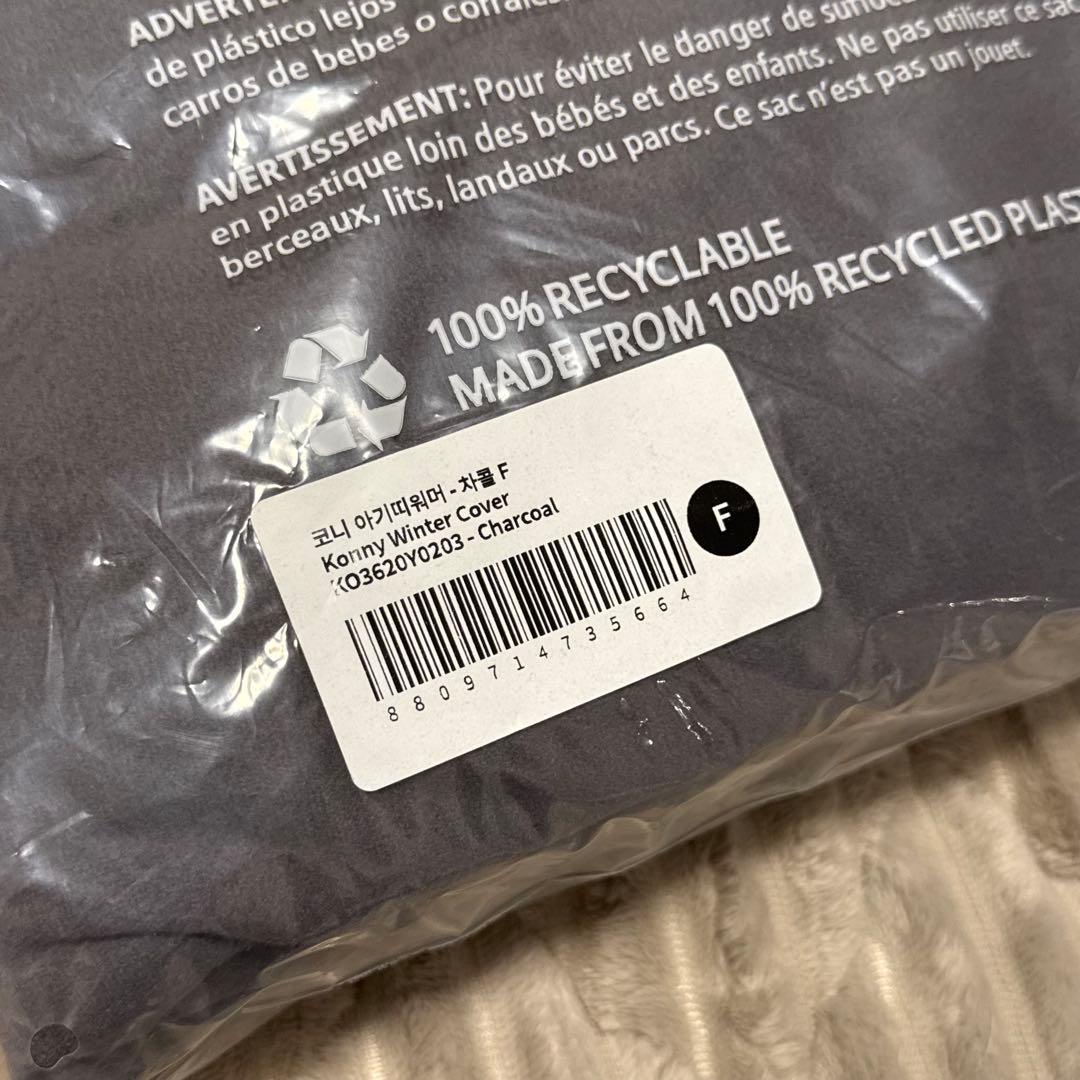 de plástico lejos
carros de bebes o corrales.
AVERTISSEMENT: Pour éviter le danger de
en plastique loin des bébés et des enfants. Ne pas utiliser ce sac
berceaux, lits, landaux ou parcs. Ce sac n'est pas un jouet.
100% RECYCLABLE
MADE FROM 100% RECYCLED
코니 아기띠워머 - 차콜 F
Konny Winter Cover
KO3620Y0203 - Charcoal
F
8809714735664